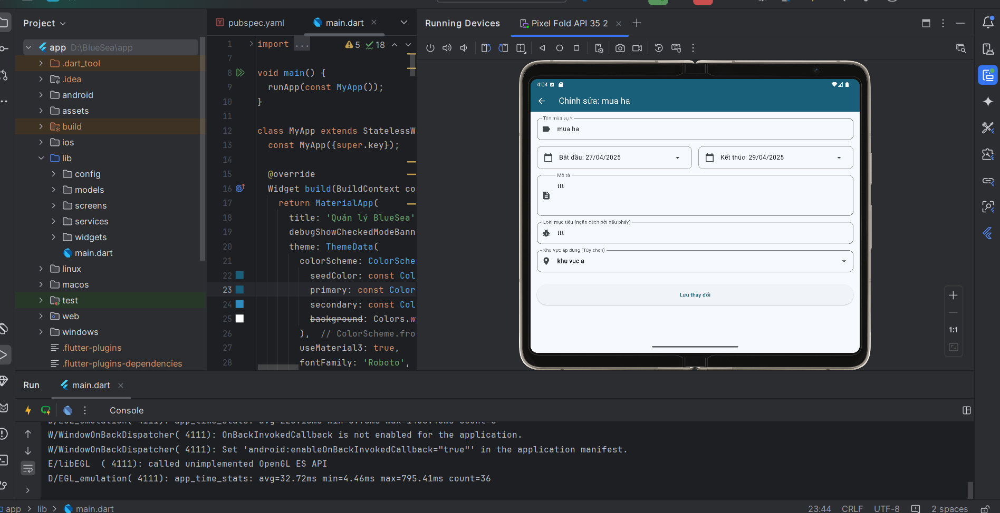 Project
pubspec.yaml
main.dart
Running Devices
Pixel Fold API 35 2
app D:\BlueSea\app
.dart_tool
.idea
android
assets
build
ios
lib
config
models
screens
services
widgets
main.dart
linux
macos
test
web
windows
.flutter-plugins
.flutter-plugins-dependencies
5 18
1 import ...
7
8 void main() {
9 runApp(const MyApp());
10 }
11
12 class MyApp extends StatelessW
13 const MyApp({super.key});
14
15 @override
16 Widget build(BuildContext co
17 return MaterialApp(
18 title: 'Quản lý BlueSea'
19 debugShowCheckedModeBann
20 theme: ThemeData(
21 colorScheme: ColorSche
22 seedColor: const Col
23 primary: const Color
24 secondary: const Col
25 background: Colors.w
26 ), // ColorScheme.fro
27 useMaterial3: true,
28 fontFamily: 'Roboto',
4:04
Chỉnh sửa: mua ha
Tên mùa vụ *
mua ha
Bắt đầu: 27/04/2025
Kết thúc: 29/04/2025
Mô tả
ttt
Loài mục tiêu (ngăn cách bởi dấu phẩy)
ttt
Khu vực áp dụng (Tùy chọn)
khu vuc a
Lưu thay đổi
1:1
Run
main.dart
Console
W/WindowOnBackDispatcher( 4111): OnBackInvokedCallback is not enabled for the application.
W/WindowOnBackDispatcher( 4111): Set 'android:enableOnBackInvokedCallback="true"' in the application manifest.
E/libEGL ( 4111): called unimplemented OpenGL ES API
D/EGL_emulation( 4111): app_time_stats: avg=32.72ms min=4.46ms max=795.41ms count=36
app > lib > main.dart
23:44 CRLF UTF-8 2 spaces